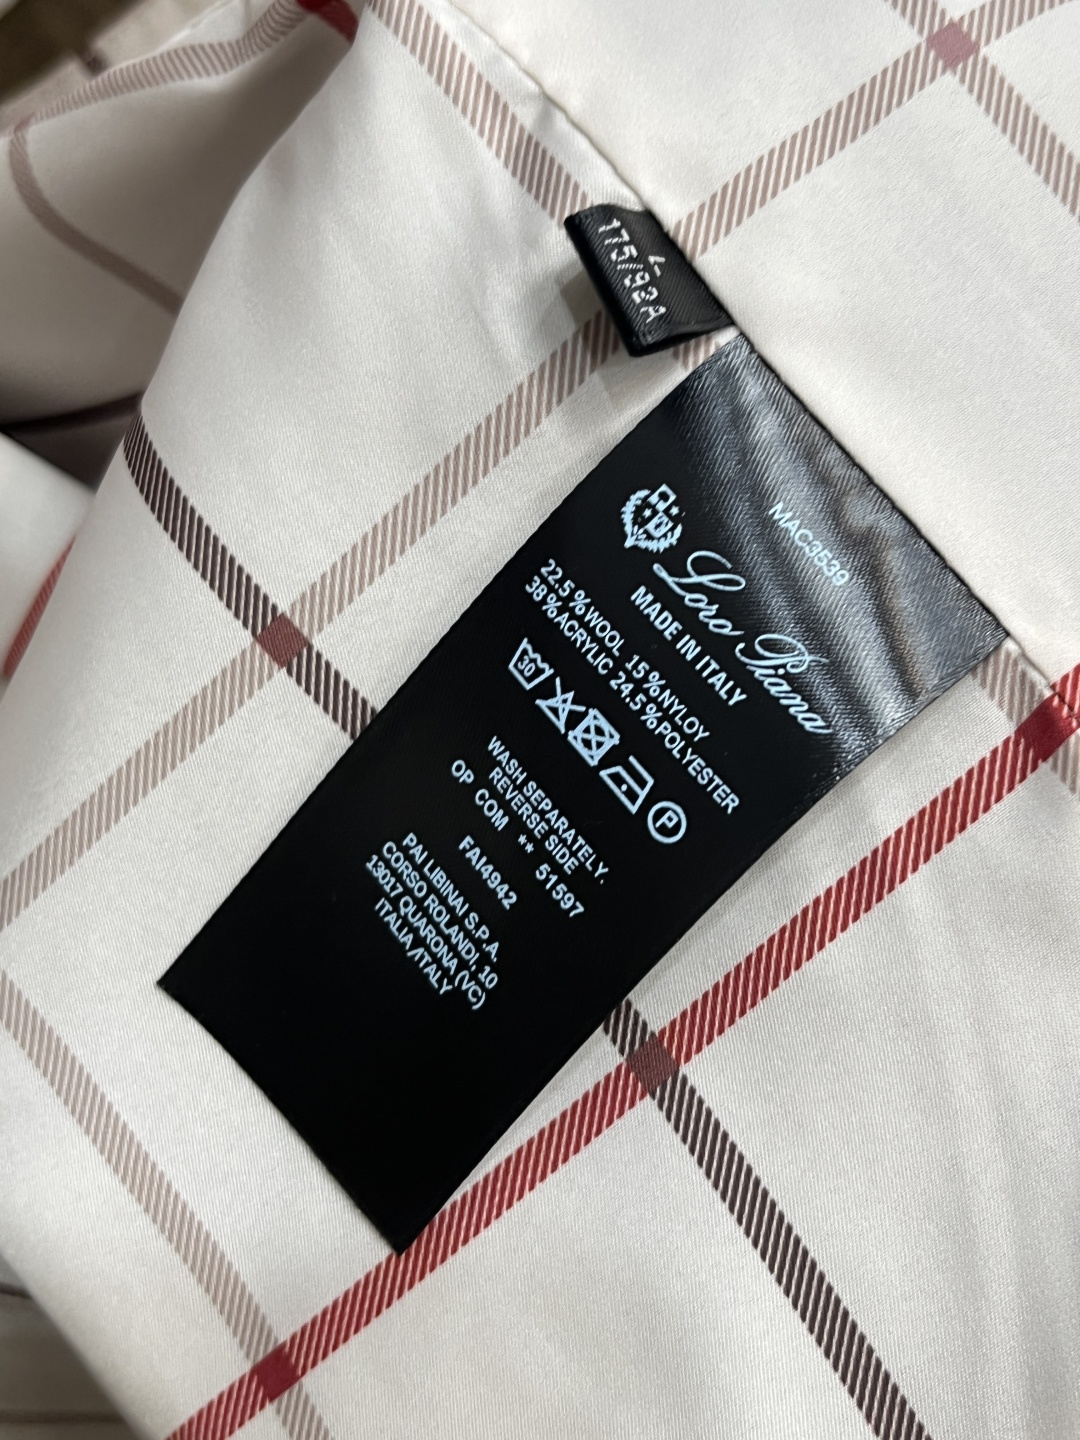 L
175/92A
MAC3539
Loro Piana
MADE IN ITALY
22.5%WOOL 15%NYLOY
38%ACRYLIC 24.5%POLYESTER
30
P
WASH SEPARATELY.
REVERSE SIDE
OP COM ** 51597
FAI4942
PAI LIBINAI S.P.A.
CORSO ROLANDI, 10
13017 QUARONA (VC)
ITALIA /ITALY